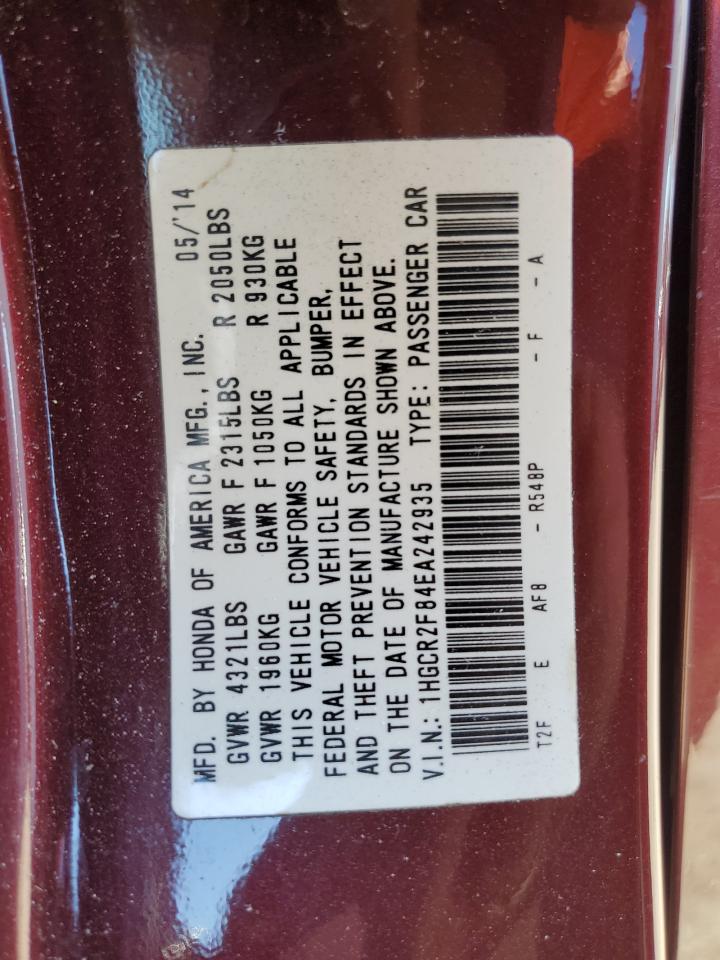 MFD. BY HONDA OF AMERICA MFG., INC. 05/'14
GVWR 4321LBS GAWR F 2315LBS R 2050LBS
GVWR 1960KG GAWR F 1050KG R 930KG
THIS VEHICLE CONFORMS TO ALL APPLICABLE
FEDERAL MOTOR VEHICLE SAFETY, BUMPER,
AND THEFT PREVENTION STANDARDS IN EFFECT
ON THE DATE OF MANUFACTURE SHOWN ABOVE.
V.I.N.: 1HGCR2F84EA242935 TYPE: PASSENGER CAR
T2F E AF8 - R548P - F - A